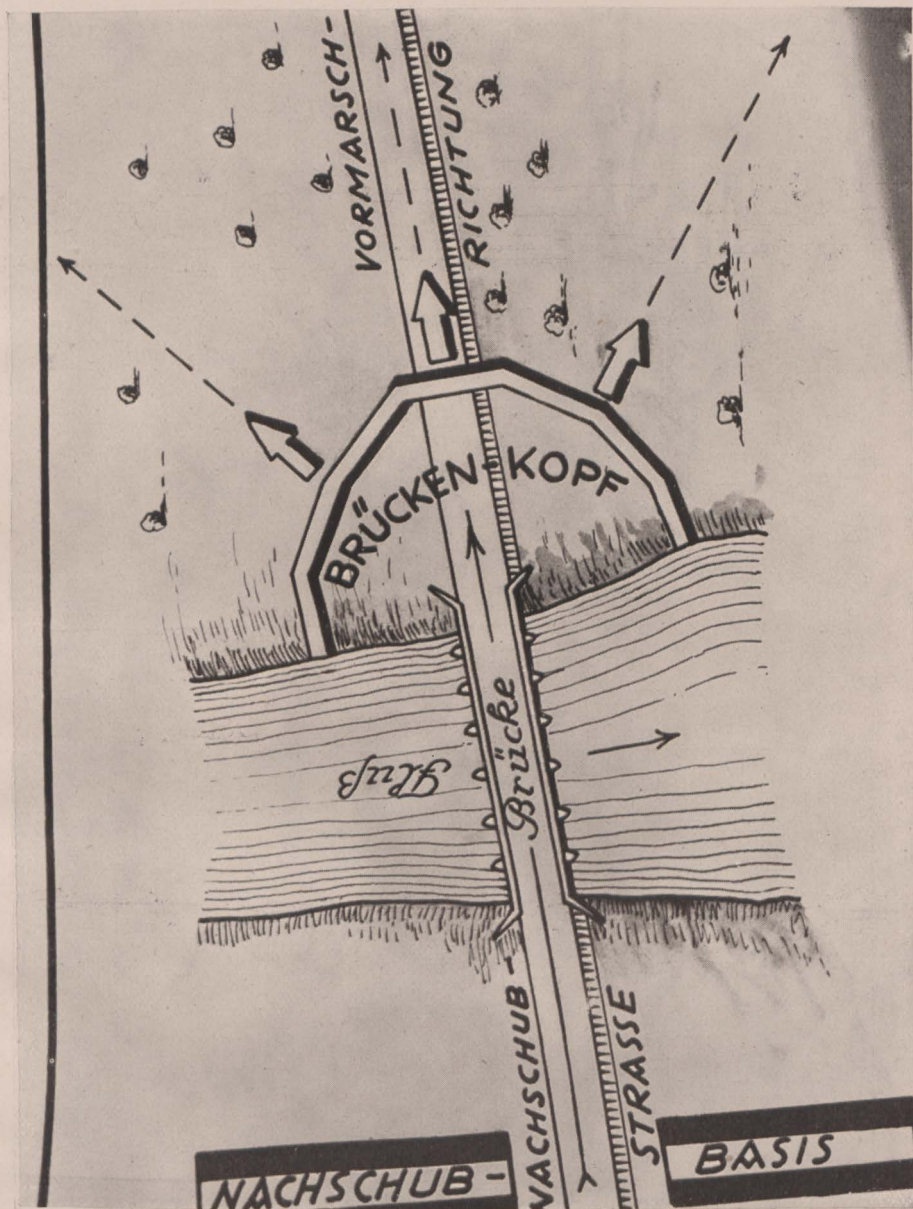 VORMARSCH-
RICHTUNG
BRÜCKEN-KOPF
Brücke
Fluß
NACHSCHUB-
STRASSE
NACHSCHUB-
BASIS